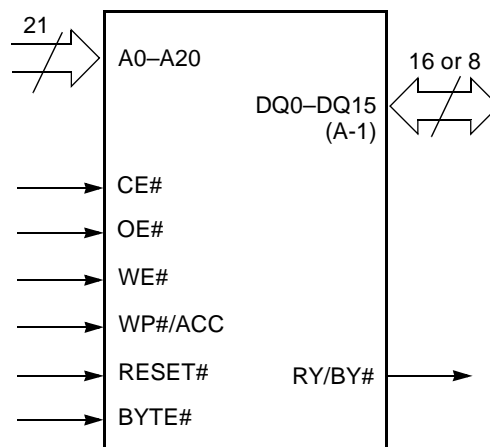 21
A0–A20
16 or 8
DQ0–DQ15
(A-1)
CE#
OE#
WE#
WP#/ACC
RESET#
RY/BY#
BYTE#